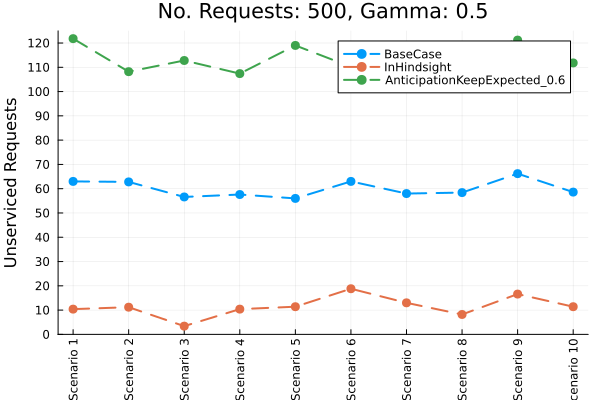 No. Requests: 500, Gamma: 0.5
Unserviced Requests
120
110
100
90
80
70
60
50
40
30
20
10
0
BaseCase
InHindsight
AnticipationKeepExpected_0.6
Scenario 1
Scenario 2
Scenario 3
Scenario 4
Scenario 5
Scenario 6
Scenario 7
Scenario 8
Scenario 9
Scenario 10